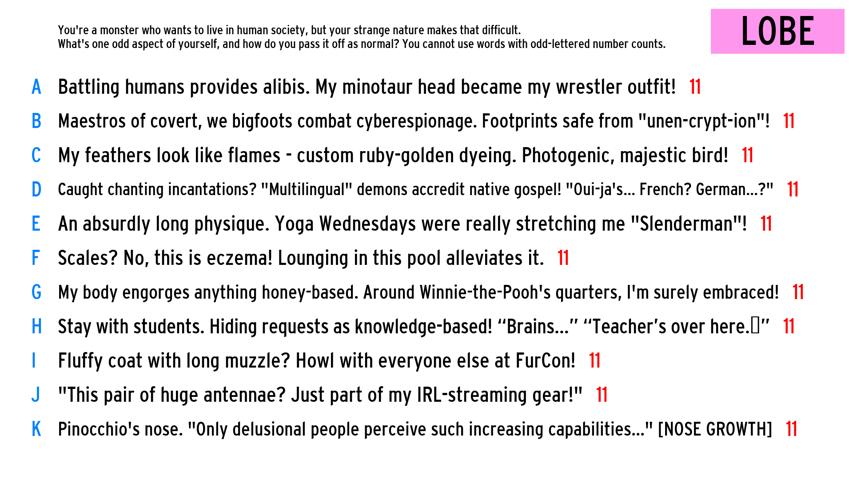 You're a monster who wants to live in human society, but your strange nature makes that difficult.
What's one odd aspect of yourself, and how do you pass it off as normal? You cannot use words with odd-lettered number counts.
LOBE
A Battling humans provides alibis. My minotaur head became my wrestler outfit! 11
B Maestros of covert, we bigfoots combat cyberespionage. Footprints safe from "unen-crypt-ion"! 11
C My feathers look like flames - custom ruby-golden dyeing. Photogenic, majestic bird! 11
D Caught chanting incantations? "Multilingual" demons accredit native gospel! "Oui-ja's... French? German...?" 11
E An absurdly long physique. Yoga Wednesdays were really stretching me "Slenderman"! 11
F Scales? No, this is eczema! Lounging in this pool alleviates it. 11
G My body engorges anything honey-based. Around Winnie-the-Pooh's quarters, I'm surely embraced! 11
H Stay with students. Hiding requests as knowledge-based! “Brains...” “Teacher’s over here.” 11
I Fluffy coat with long muzzle? Howl with everyone else at FurCon! 11
J "This pair of huge antennae? Just part of my IRL-streaming gear!" 11
K Pinocchio's nose. "Only delusional people perceive such increasing capabilities..." [NOSE GROWTH] 11